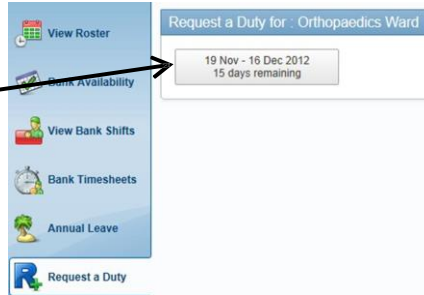 View Roster
Bank Availability
View Bank Shifts
Bank Timesheets
Annual Leave
Request a Duty
Request a Duty for : Orthopaedics Ward
19 Nov - 16 Dec 2012
15 days remaining